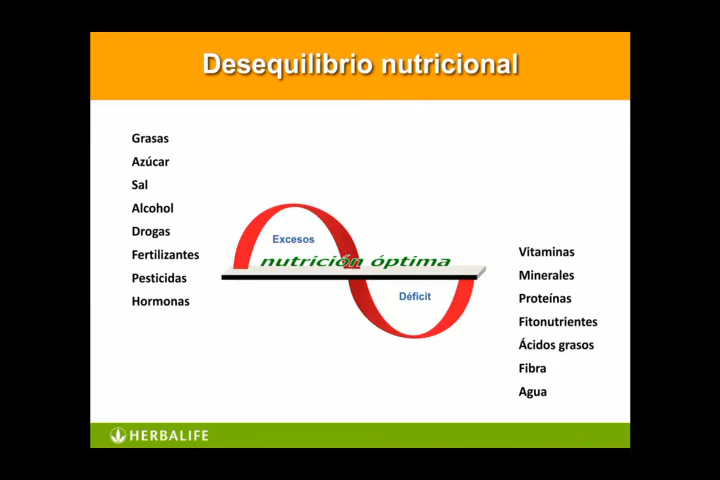 Desequilibrio nutricional
Grasas
Azúcar
Sal
Alcohol
Drogas
Fertilizantes
Pesticidas
Hormonas
Excesos
nutrición óptima
Déficit
Vitaminas
Minerales
Proteínas
Fitonutrientes
Ácidos grasos
Fibra
Agua
HERBALIFE